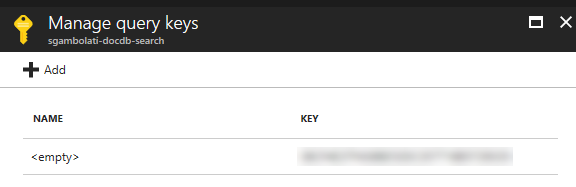 Manage query keys
sgambolati-docdb-search
Add
NAME KEY
<empty>